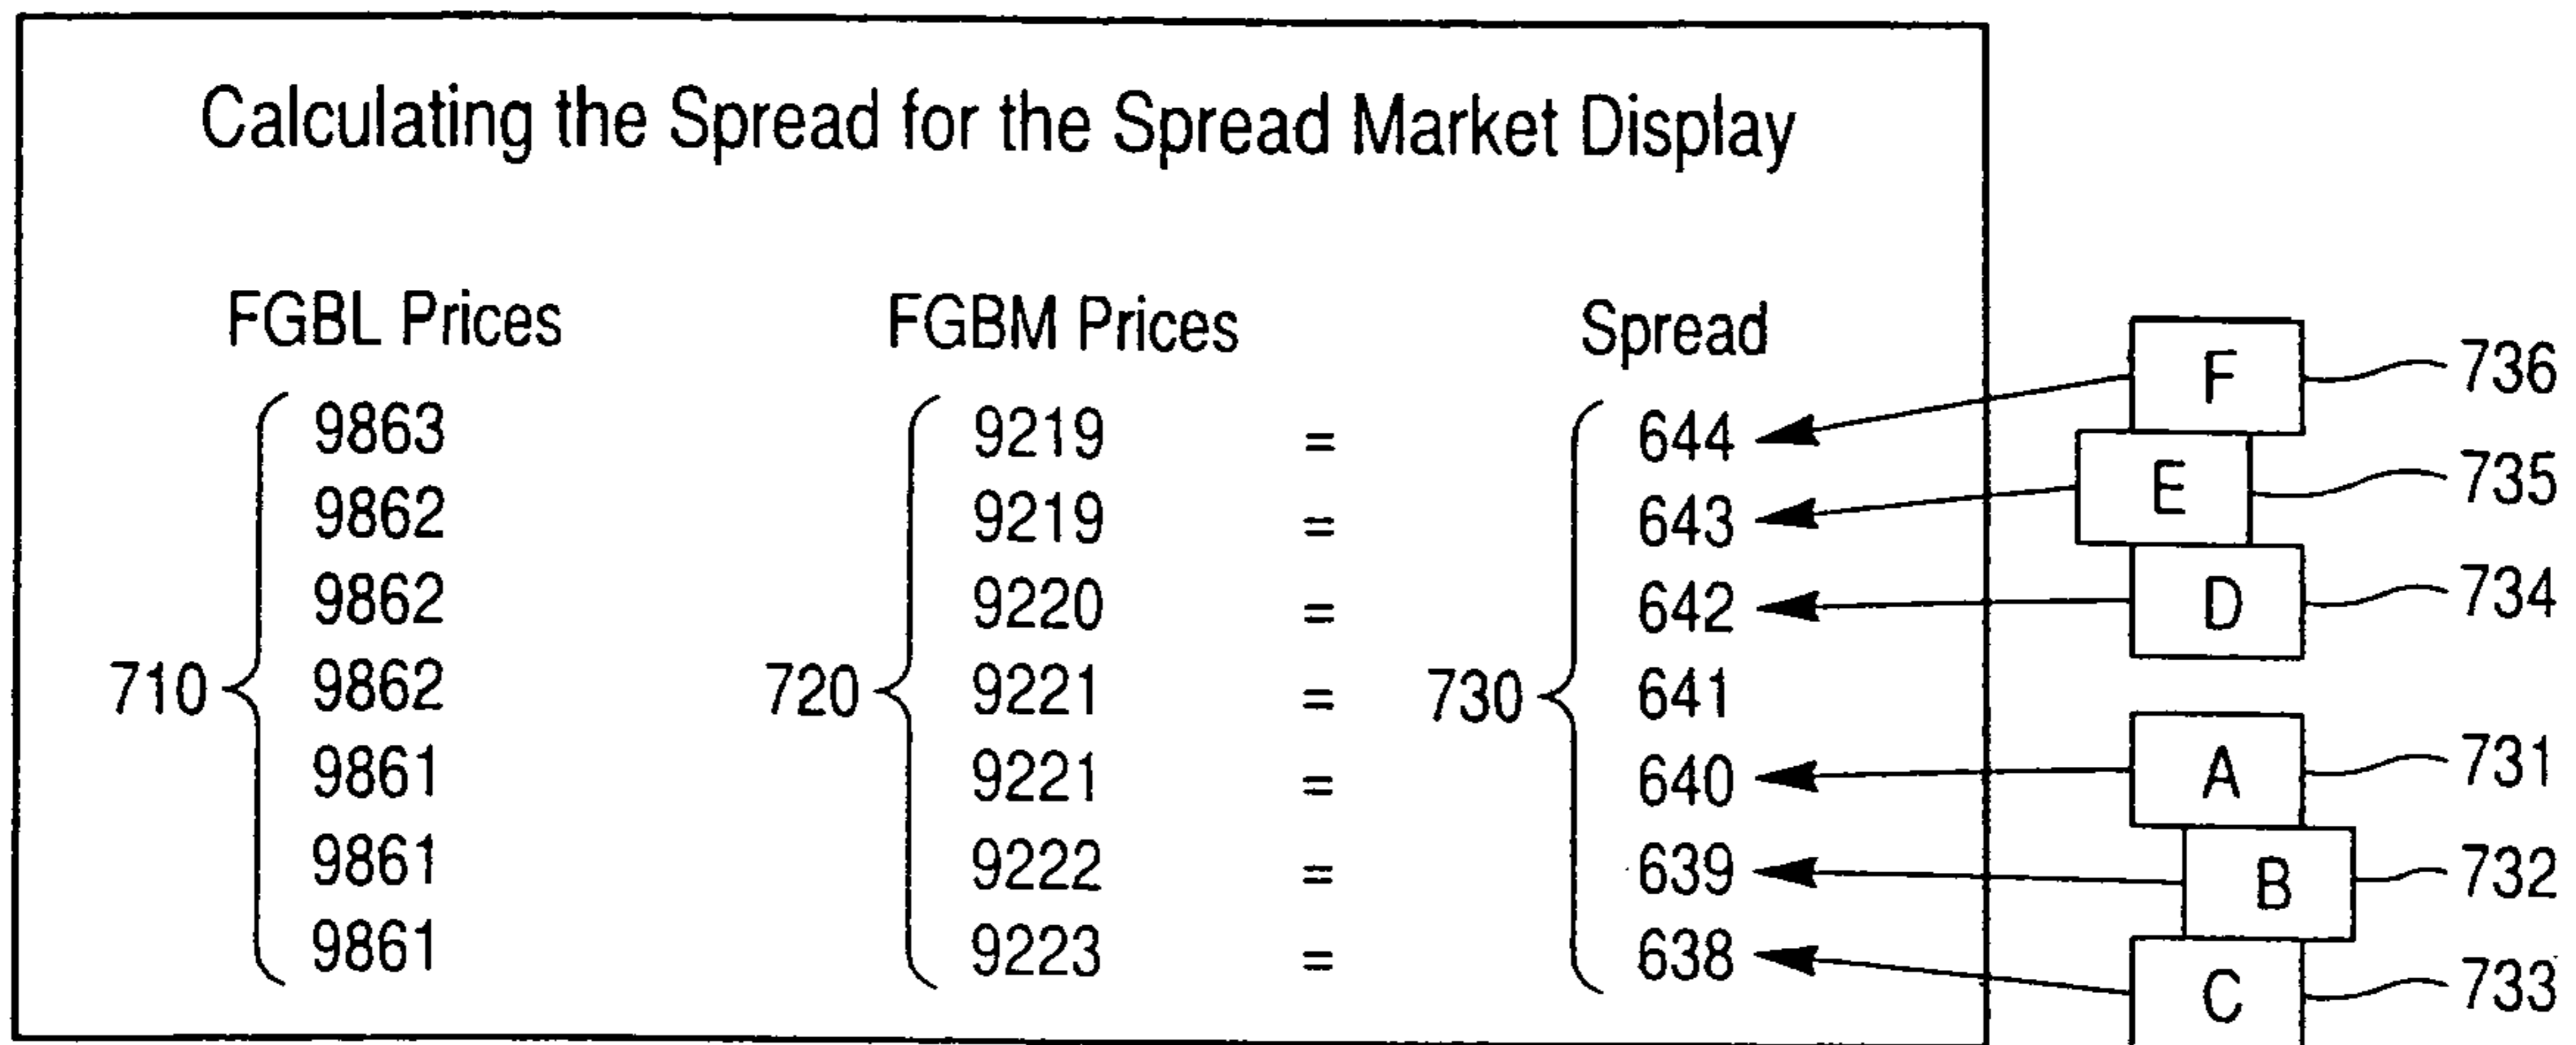 Calculating the Spread for the Spread Market Display
FGBL Prices FGBM Prices Spread
9863 9219 = 644 F 736
9862 9219 = 643 E 735
9862 9220 = 642 D 734
710 9862 720 9221 = 730 641
9861 9221 = 640 A 731
9861 9222 = 639 B 732
9861 9223 = 638 C 733